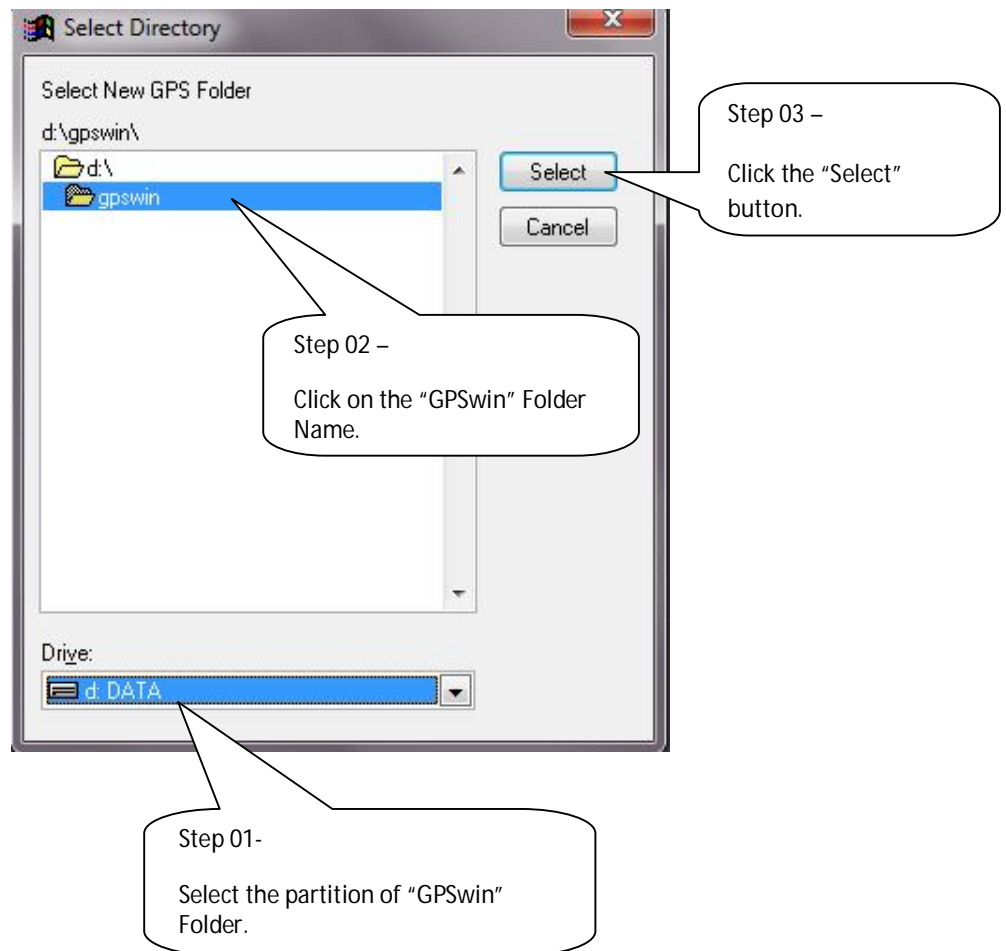 Select Directory
Select New GPS Folder
d:\gpswin\
d:\
gpswin
Select
Cancel
Step 03 –
Click the “Select”
button.
Step 02 –
Click on the “GPSwin” Folder
Name.
Drive:
d: DATA
Step 01-
Select the partition of “GPSwin”
Folder.